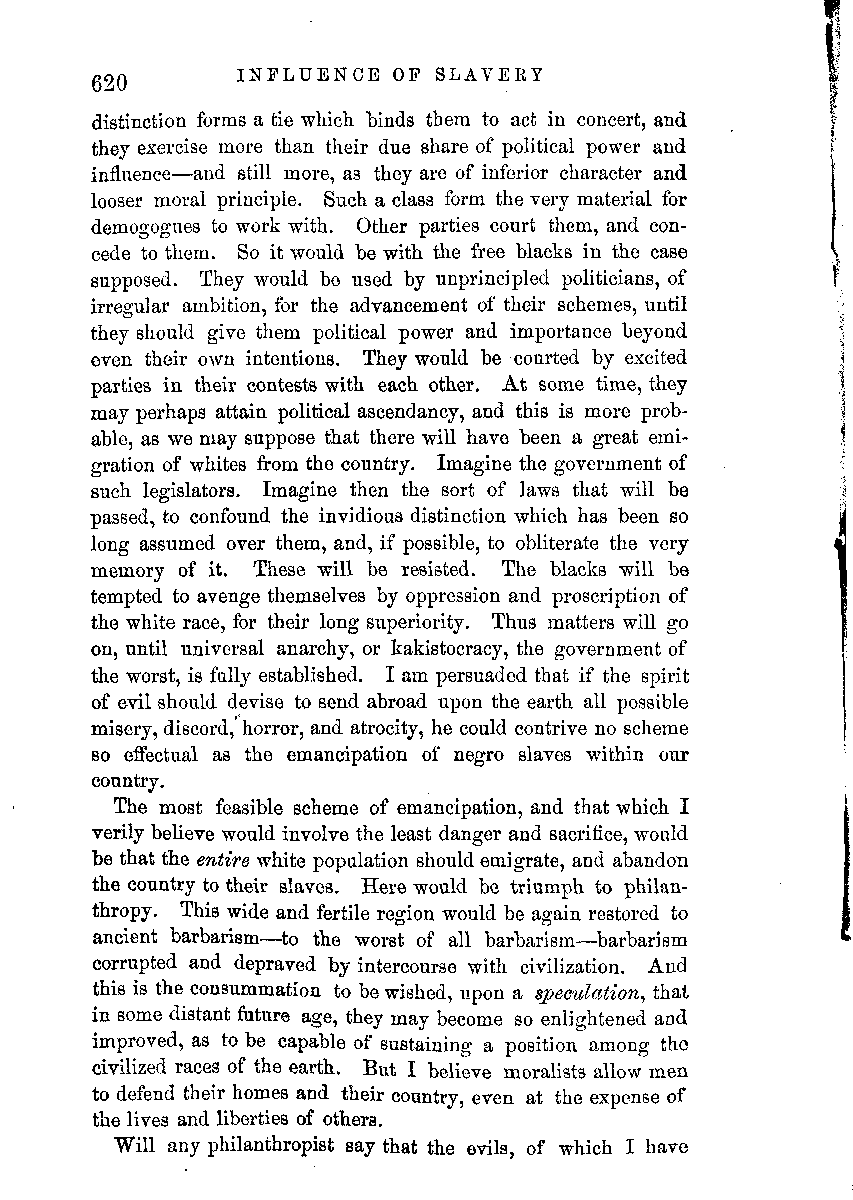 620 INFLUENCE OF SLAVERY
distinction forms a tie which binds them to act in concert, and
they exercise more than their due share of political power and
influence—and still more, as they are of inferior character and
looser moral principle. Such a class form the very material for
demogogues to work with. Other parties court them, and con-
cede to them. So it would be with the free blacks in the case
supposed. They would be used by unprincipled politicians, of
irregular ambition, for the advancement of their schemes, until
they should give them political power and importance beyond
even their own intentions. They would be courted by excited
parties in their contests with each other. At some time, they
may perhaps attain political ascendancy, and this is more prob-
able, as we may suppose that there will have been a great emi-
gration of whites from the country. Imagine the government of
such legislators. Imagine then the sort of laws that will be
passed, to confound the invidious distinction which has been so
long assumed over them, and, if possible, to obliterate the very
memory of it. These will be resisted. The blacks will be
tempted to avenge themselves by oppression and proscription of
the white race, for their long superiority. Thus matters will go
on, until universal anarchy, or kakistocracy, the government of
the worst, is fully established. I am persuaded that if the spirit
of evil should devise to send abroad upon the earth all possible
misery, discord, horror, and atrocity, he could contrive no scheme
so effectual as the emancipation of negro slaves within our
country.
The most feasible scheme of emancipation, and that which I
verily believe would involve the least danger and sacrifice, would
be that the entire white population should emigrate, and abandon
the country to their slaves. Here would be triumph to philan-
thropy. This wide and fertile region would be again restored to
ancient barbarism—to the worst of all barbarism—barbarism
corrupted and depraved by intercourse with civilization. And
this is the consummation to be wished, upon a speculation, that
in some distant future age, they may become so enlightened and
improved, as to be capable of sustaining a position among the
civilized races of the earth. But I believe moralists allow men
to defend their homes and their country, even at the expense of
the lives and liberties of others.
Will any philanthropist say that the evils, of which I have